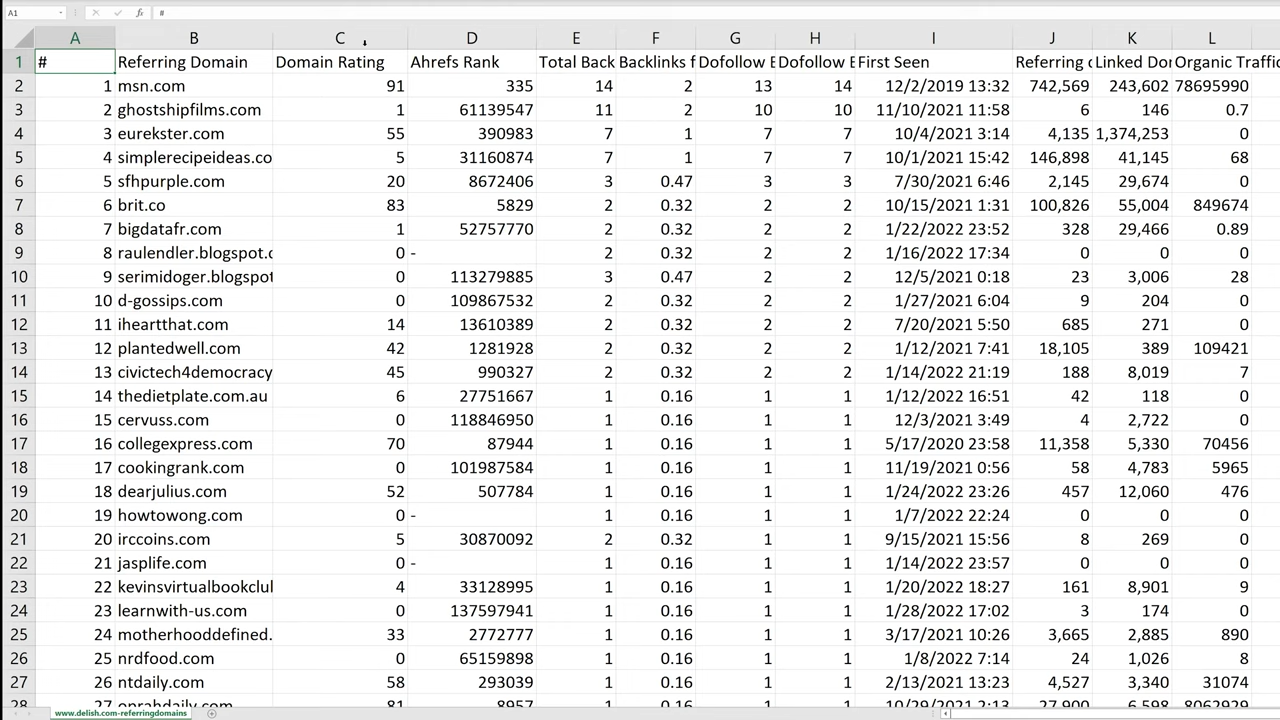 A1 fx #
A B C D E F G H I J K L
1 # Referring Domain Domain Rating Ahrefs Rank Total Back Backlinks f Dofollow E Dofollow E First Seen Referring Linked Dor Organic Traffic
2 1 msn.com 91 335 14 2 13 14 12/2/2019 13:32 742,569 243,602 78695990
3 2 ghostshipfilms.com 1 61139547 11 2 10 10 11/10/2021 11:58 6 146 0.7
4 3 eurekster.com 55 390983 7 1 7 7 10/4/2021 3:14 4,135 1,374,253 0
5 4 simplerecipeideas.co 5 31160874 7 1 7 7 10/1/2021 15:42 146,898 41,145 68
6 5 sfhpurple.com 20 8672406 3 0.47 3 3 7/30/2021 6:46 2,145 29,674 0
7 6 brit.co 83 5829 2 0.32 2 2 10/15/2021 1:31 100,826 55,004 849674
8 7 bigdatafr.com 1 52757770 2 0.32 2 2 1/22/2022 23:52 328 29,466 0.89
9 8 raulendler.blogspot.c 0 - 2 0.32 2 2 1/16/2022 17:34 0 0 0
10 9 serimidoger.blogspot 0 113279885 3 0.47 2 2 12/5/2021 0:18 23 3,006 28
11 10 d-gossips.com 0 109867532 2 0.32 2 2 1/27/2021 6:04 9 204 0
12 11 iheartthat.com 14 13610389 2 0.32 2 2 7/20/2021 5:50 685 271 0
13 12 plantedwell.com 42 1281928 2 0.32 2 2 1/12/2021 7:41 18,105 389 109421
14 13 civictech4democracy 45 990327 2 0.32 2 2 1/14/2022 21:19 188 8,019 7
15 14 thedietplate.com.au 6 27751667 1 0.16 1 1 1/12/2022 16:51 42 118 0
16 15 cervuss.com 0 118846950 1 0.16 1 1 12/3/2021 3:49 4 2,722 0
17 16 collegexpress.com 70 87944 1 0.16 1 1 5/17/2020 23:58 11,358 5,330 70456
18 17 cookingrank.com 0 101987584 1 0.16 1 1 11/19/2021 0:56 58 4,783 5965
19 18 dearjulius.com 52 507784 1 0.16 1 1 1/24/2022 23:26 457 12,060 476
20 19 howtowong.com 0 - 1 0.16 1 1 1/7/2022 22:24 0 0 0
21 20 irccoins.com 5 30870092 2 0.32 1 1 9/15/2021 15:56 8 269 0
22 21 jasplife.com 0 - 1 0.16 1 1 1/14/2022 23:57 0 0 0
23 22 kevinsvirtualbookclul 4 33128995 1 0.16 1 1 1/20/2022 18:27 161 8,901 9
24 23 learnwith-us.com 0 137597941 1 0.16 1 1 1/28/2022 17:02 3 174 0
25 24 motherhooddefined. 33 2772777 1 0.16 1 1 3/17/2021 10:26 3,665 2,885 890
26 25 nrdfood.com 0 65159898 1 0.16 1 1 1/8/2022 7:14 24 1,026 8
27 26 ntdaily.com 58 293039 1 0.16 1 1 2/13/2021 13:23 4,527 3,340 31074
28 27 oprahdaily.com 81 8957 1 0.16 1 1 10/29/2021 2:13 27,900 6,598 8062929
www.delish.com-referringdomains